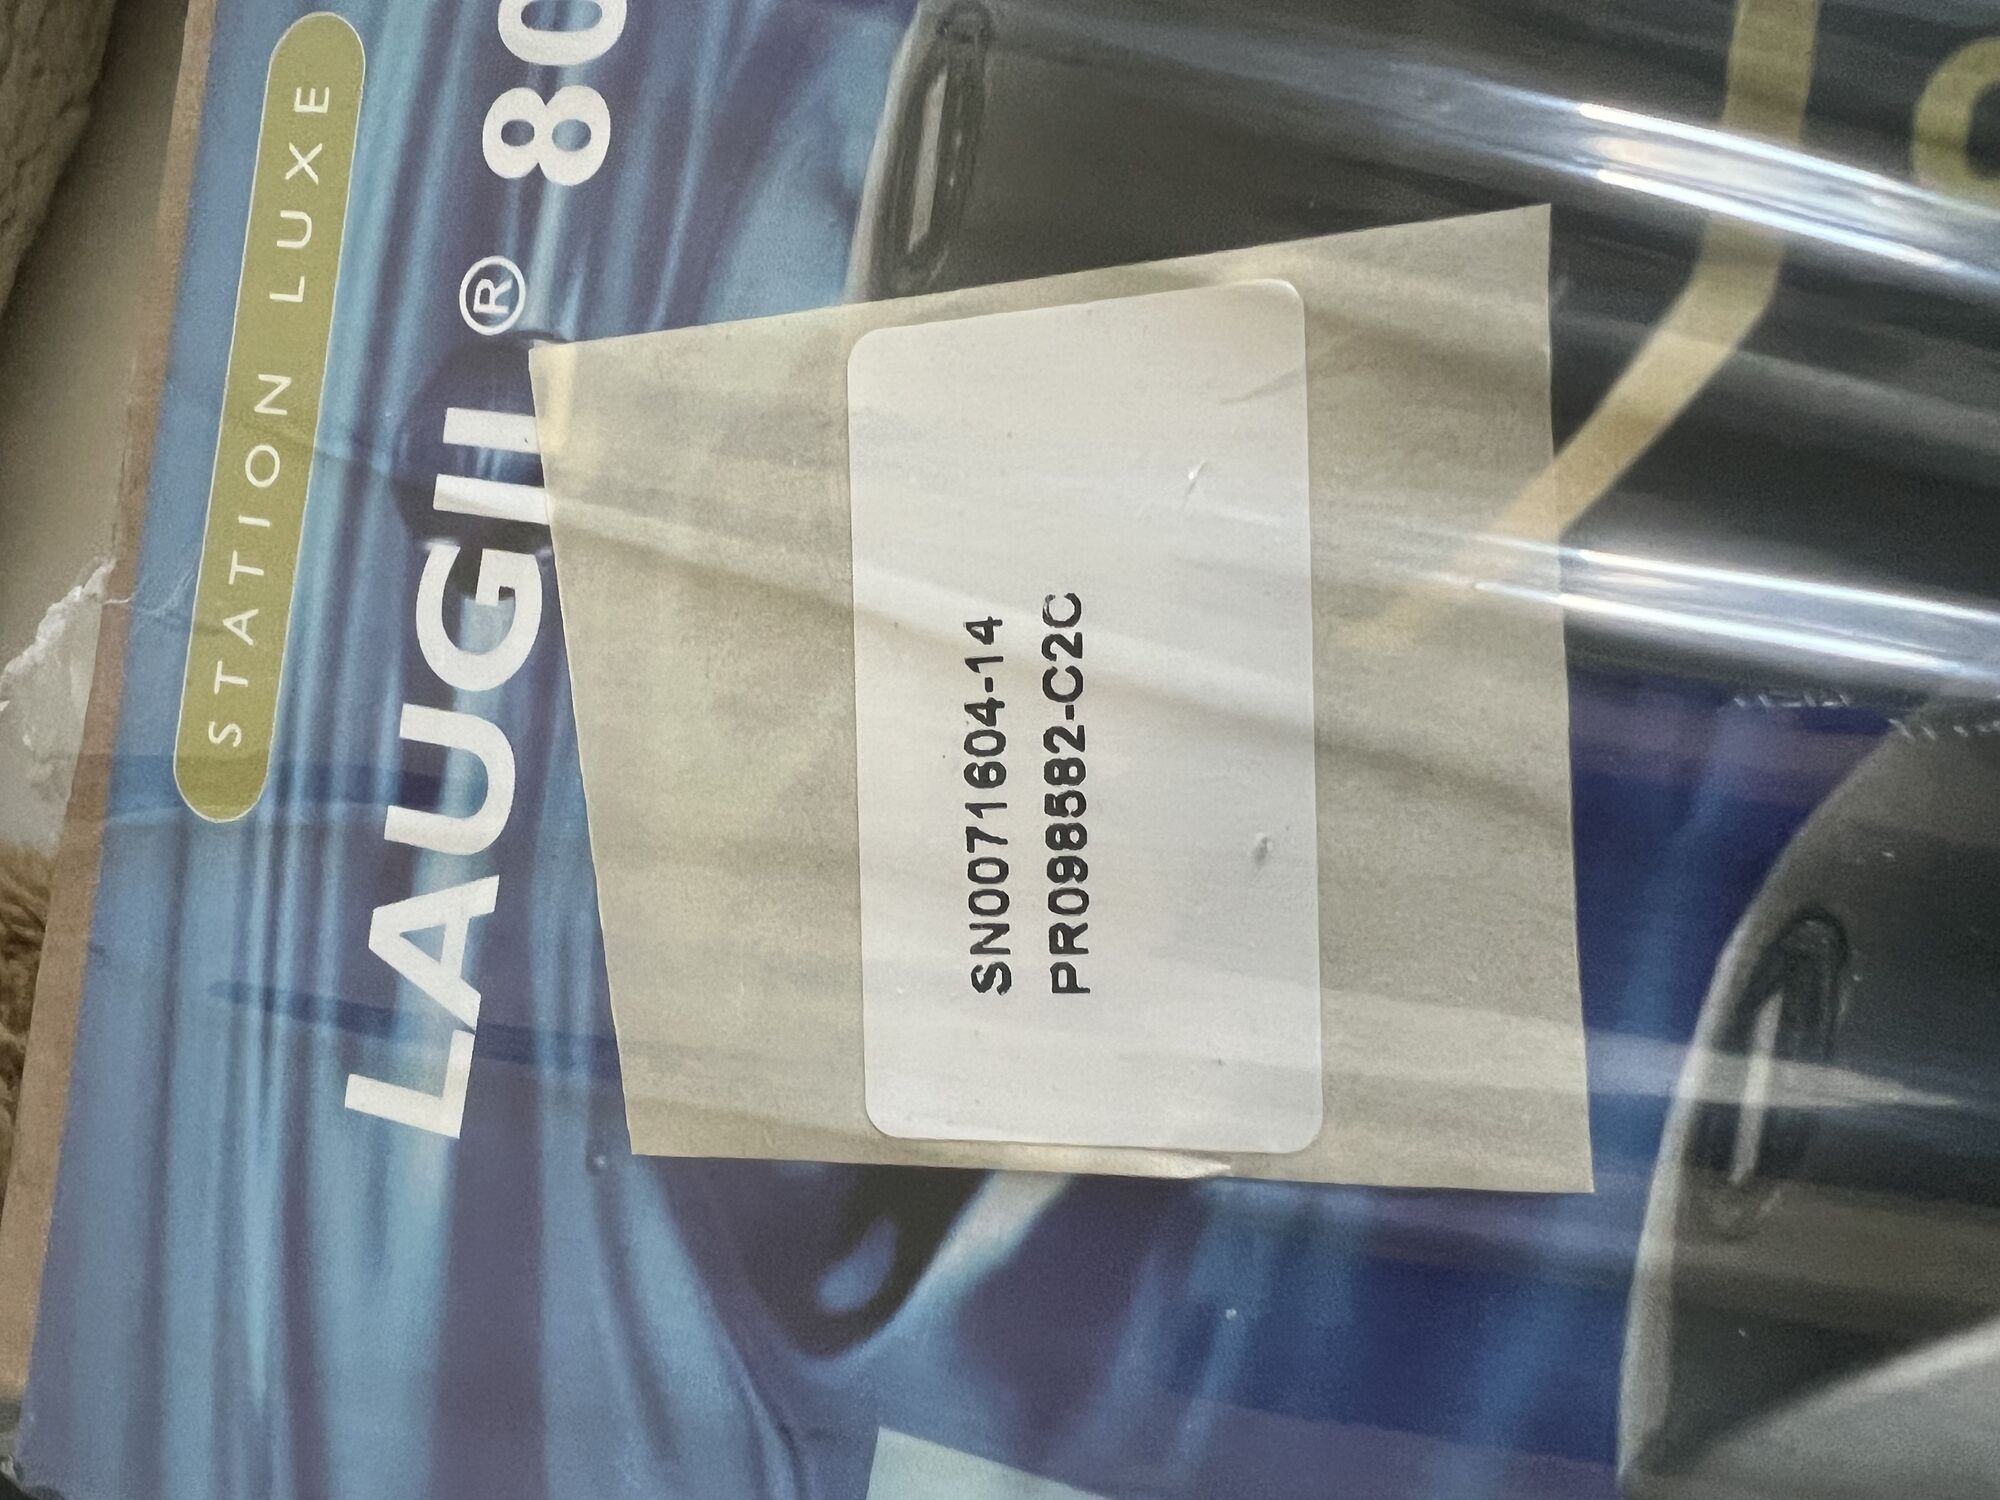 STATION LUXE
LAUGII® 80
SN0071604-14
PR098582-C2C